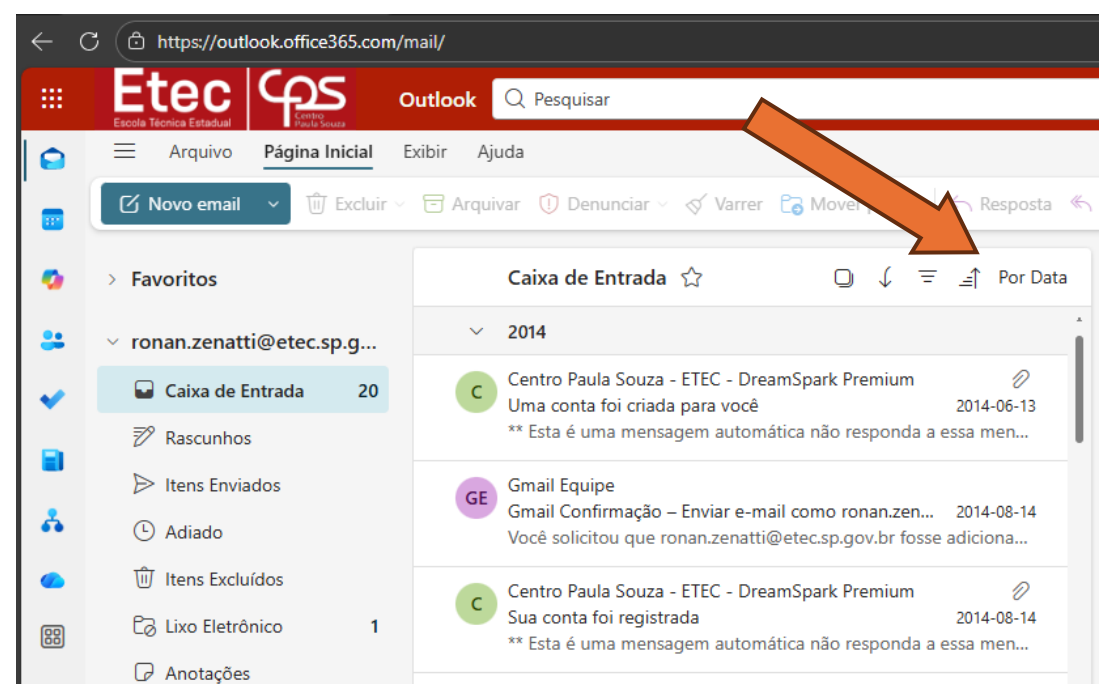 https://outlook.office365.com/mail/
Etec
Escola Técnica Estadual
CPS
Centro
Paula Souza
Outlook
Pesquisar
Arquivo Página Inicial Exibir Ajuda
Novo email Excluir Arquivar Denunciar Varrer Mover Resposta
Favoritos
ronan.zenatti@etec.sp.g...
Caixa de Entrada 20
Rascunhos
Itens Enviados
Adiado
Itens Excluídos
Lixo Eletrônico 1
Anotações
Caixa de Entrada Por Data
2014
C
Centro Paula Souza - ETEC - DreamSpark Premium
Uma conta foi criada para você 2014-06-13
** Esta é uma mensagem automática não responda a essa men...
GE
Gmail Equipe
Gmail Confirmação – Enviar e-mail como ronan.zen... 2014-08-14
Você solicitou que ronan.zenatti@etec.sp.gov.br fosse adiciona...
C
Centro Paula Souza - ETEC - DreamSpark Premium
Sua conta foi registrada 2014-08-14
** Esta é uma mensagem automática não responda a essa men...